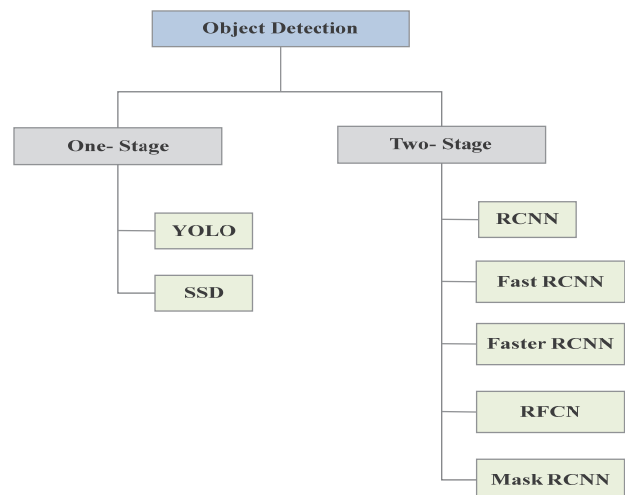 Object Detection
One- Stage
YOLO
SSD
Two- Stage
RCNN
Fast RCNN
Faster RCNN
RFCN
Mask RCNN